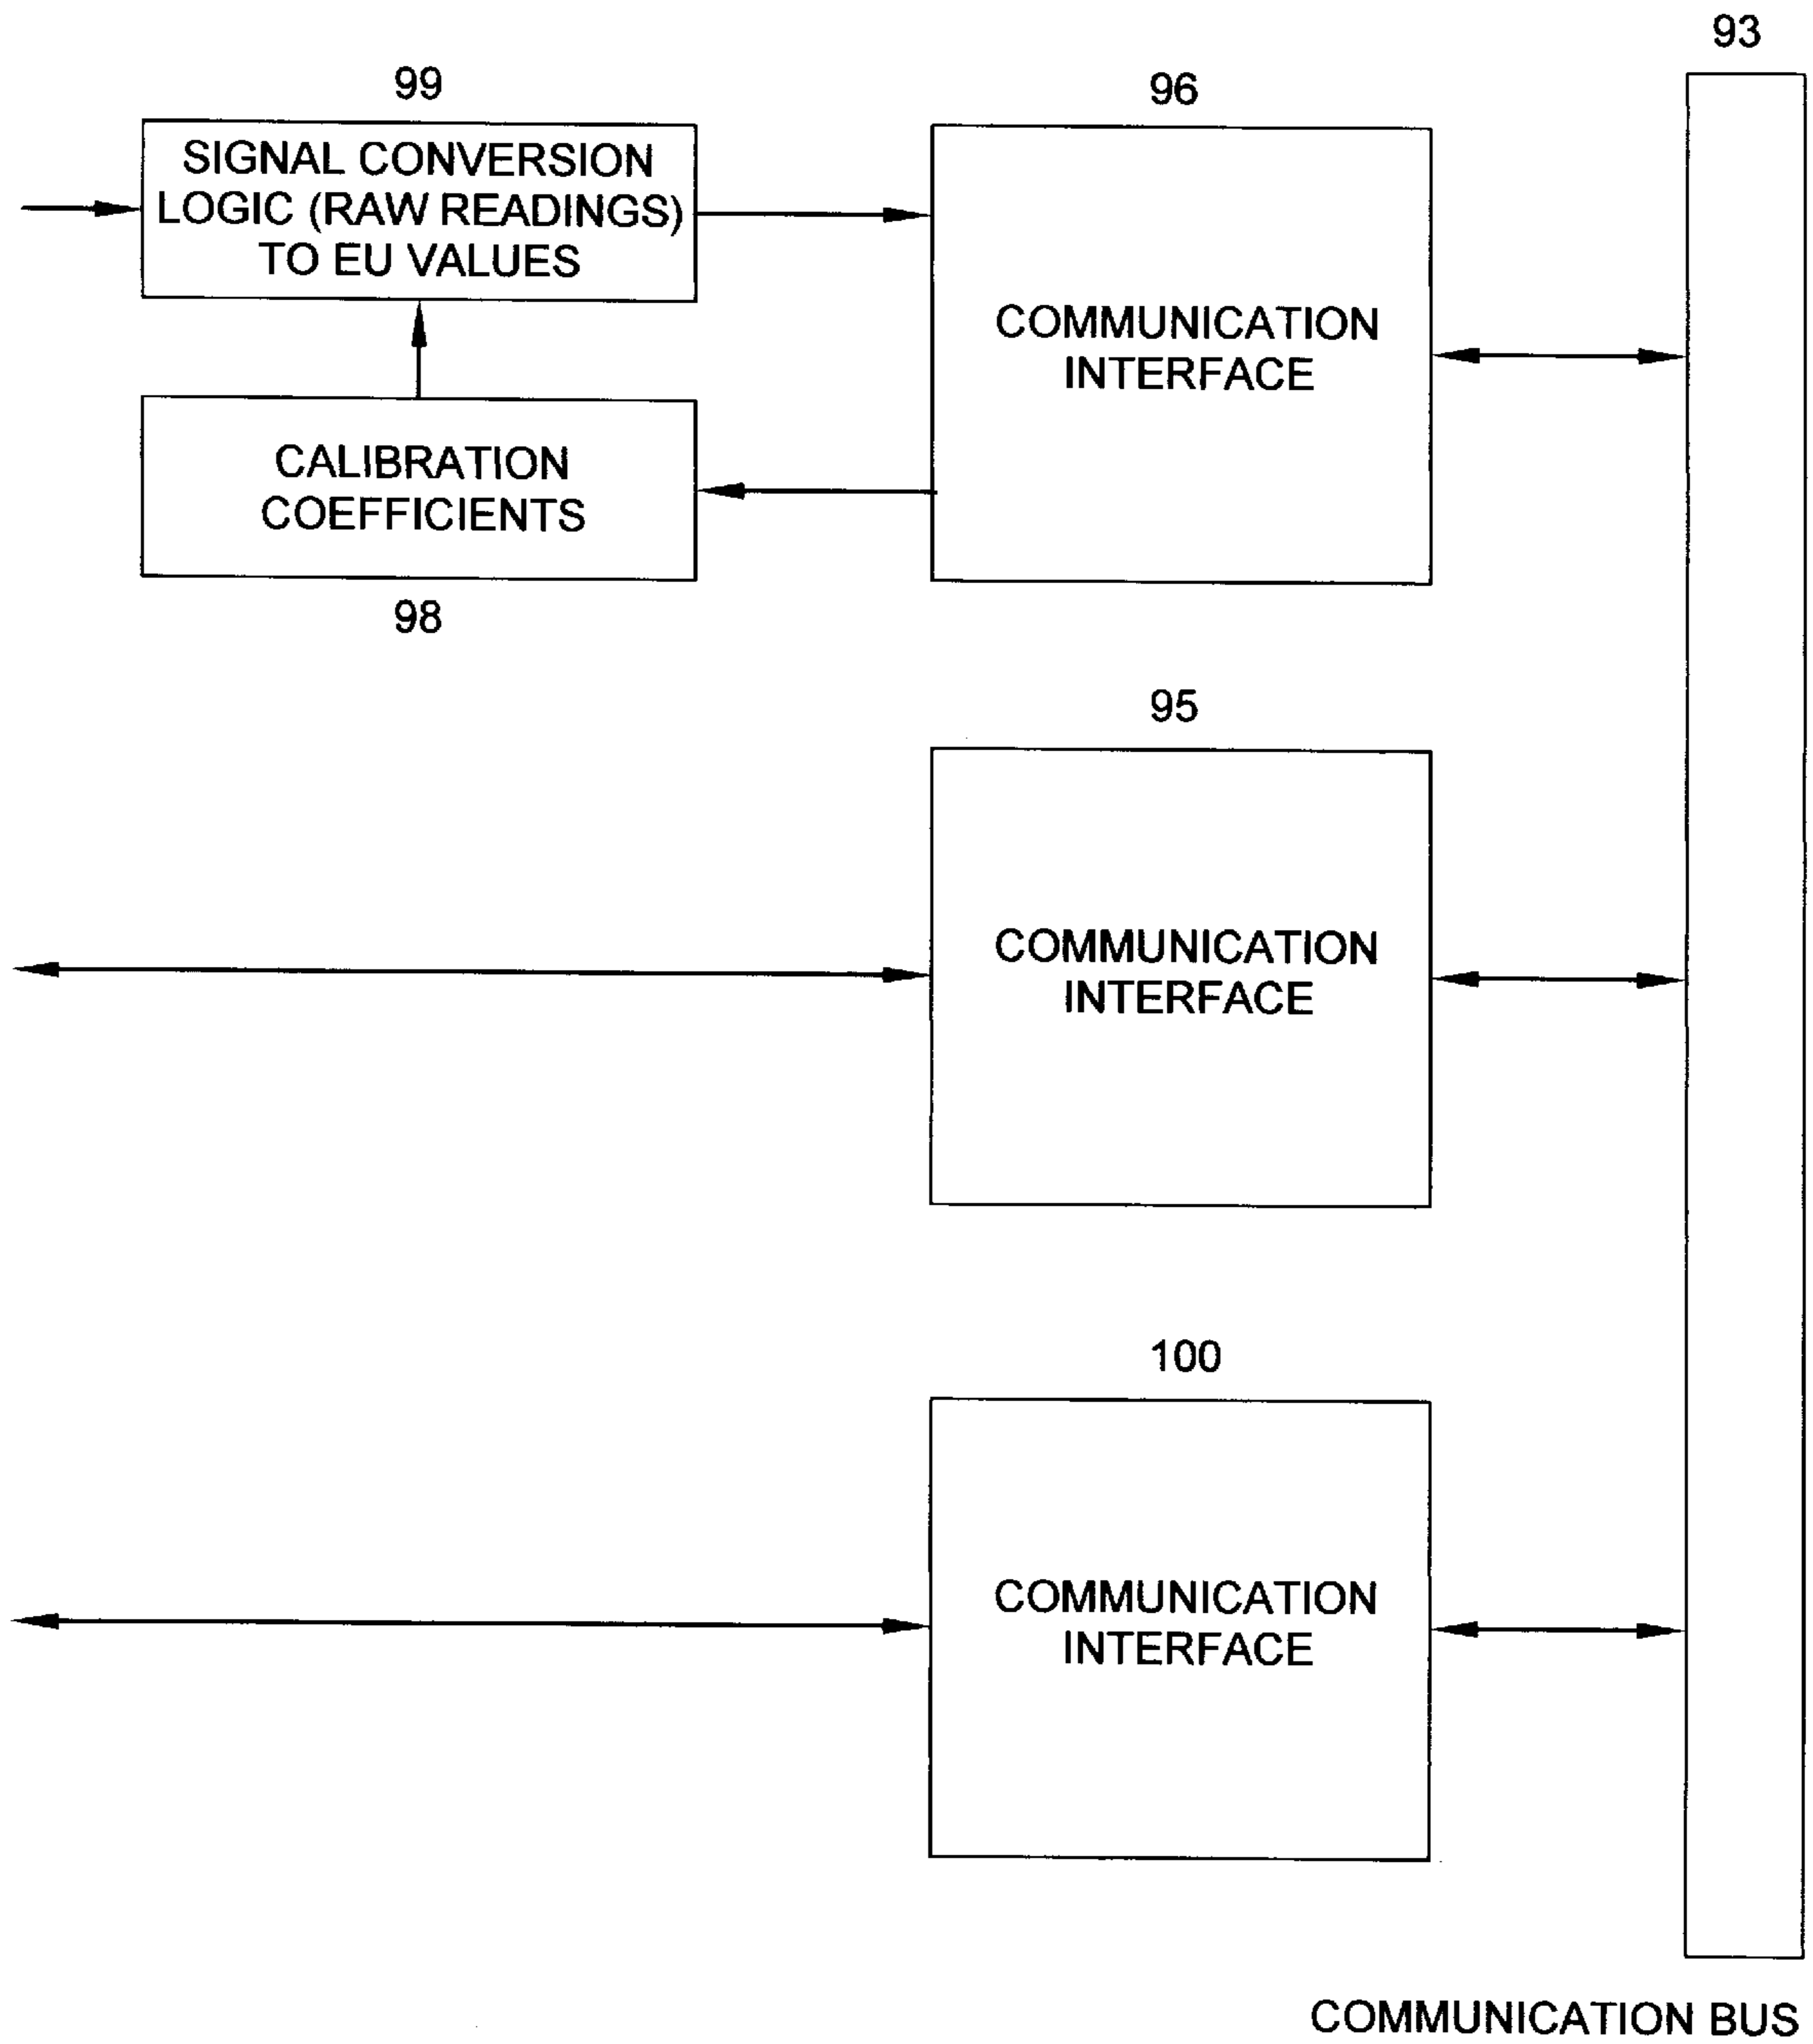 93
99
96
SIGNAL CONVERSION
LOGIC (RAW READINGS)
TO EU VALUES
COMMUNICATION
INTERFACE
CALIBRATION
COEFFICIENTS
98
95
COMMUNICATION
INTERFACE
100
COMMUNICATION
INTERFACE
COMMUNICATION BUS